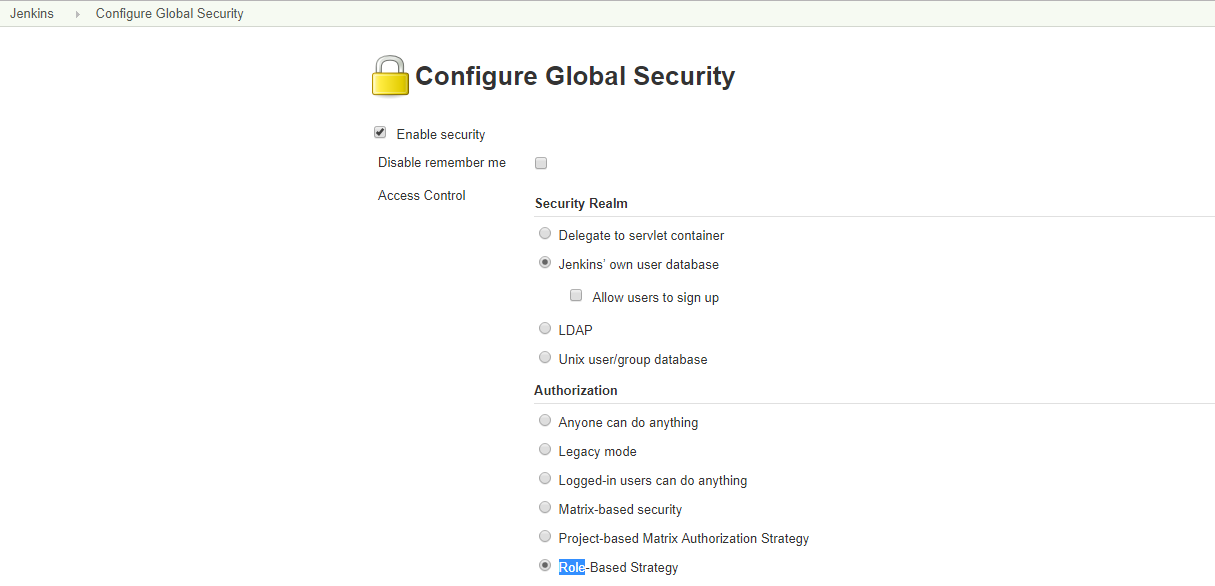 Jenkins Configure Global Security
Configure Global Security
Enable security
Disable remember me
Access Control
Security Realm
Delegate to servlet container
Jenkins’ own user database
Allow users to sign up
LDAP
Unix user/group database
Authorization
Anyone can do anything
Legacy mode
Logged-in users can do anything
Matrix-based security
Project-based Matrix Authorization Strategy
Role-Based Strategy